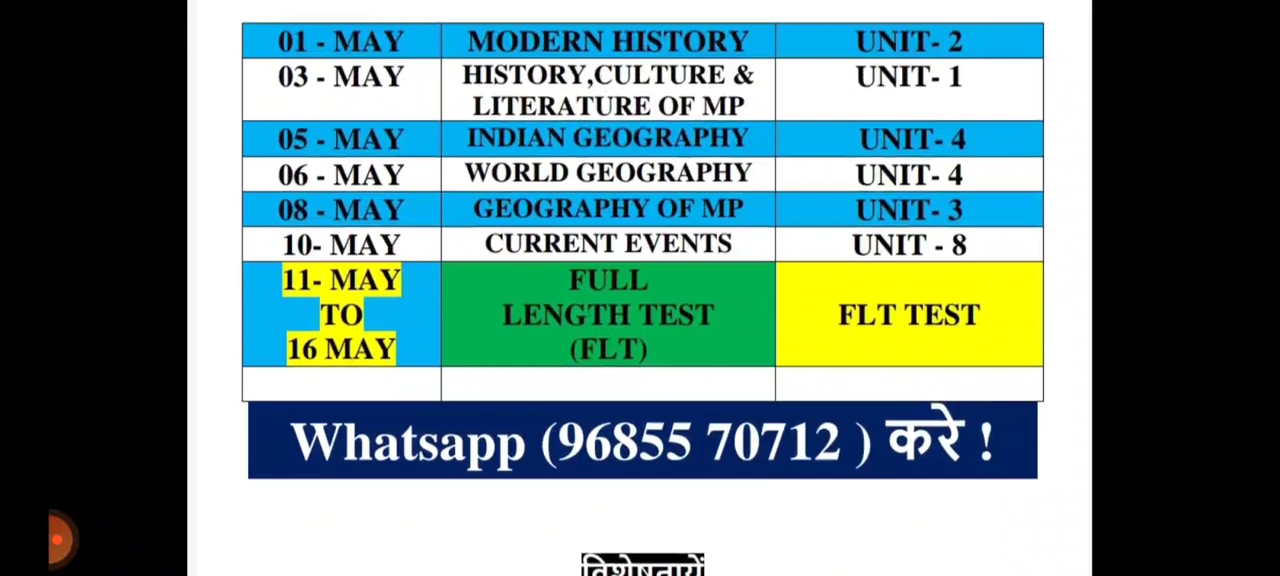 01 - MAY MODERN HISTORY UNIT- 2
03 - MAY HISTORY,CULTURE & UNIT- 1
LITERATURE OF MP
05 - MAY INDIAN GEOGRAPHY UNIT- 4
06 - MAY WORLD GEOGRAPHY UNIT- 4
08 - MAY GEOGRAPHY OF MP UNIT- 3
10- MAY CURRENT EVENTS UNIT - 8
11- MAY FULL
TO LENGTH TEST FLT TEST
16 MAY (FLT)
Whatsapp (96855 70712 ) करे !
विशेषतायें